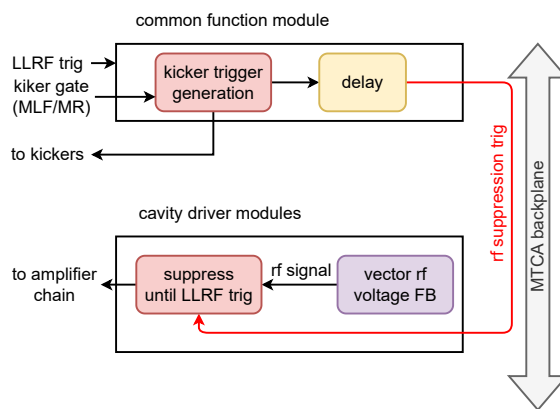 common function module
LLRF trig
kiker gate
(MLF/MR)
kicker trigger
generation
delay
to kickers
rf suppression trig
MTCA backplane
cavity driver modules
to amplifier
chain
suppress
until LLRF trig
rf signal
vector rf
voltage FB